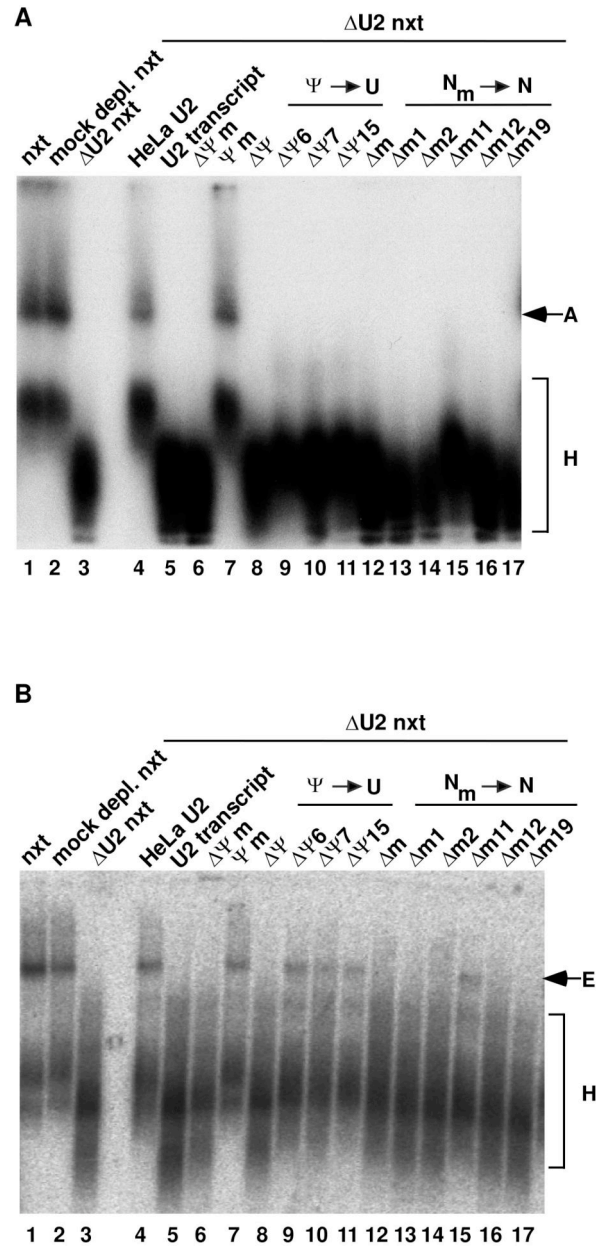 A
ΔU2 nxt
Ψ → U
N_m → N
nxt
mock depl. nxt
ΔU2 nxt
HeLa U2
U2 transcript
ΔΨ m
Ψ m
ΔΨ
ΔΨ6
ΔΨ7
ΔΨ15
Δm
Δm1
Δm2
Δm11
Δm12
Δm19
A
H
1 2 3 4 5 6 7 8 9 10 11 12 13 14 15 16 17
B
ΔU2 nxt
Ψ → U
N_m → N
nxt
mock depl. nxt
ΔU2 nxt
HeLa U2
U2 transcript
ΔΨ m
Ψ m
ΔΨ
ΔΨ6
ΔΨ7
ΔΨ15
Δm
Δm1
Δm2
Δm11
Δm12
Δm19
E
H
1 2 3 4 5 6 7 8 9 10 11 12 13 14 15 16 17